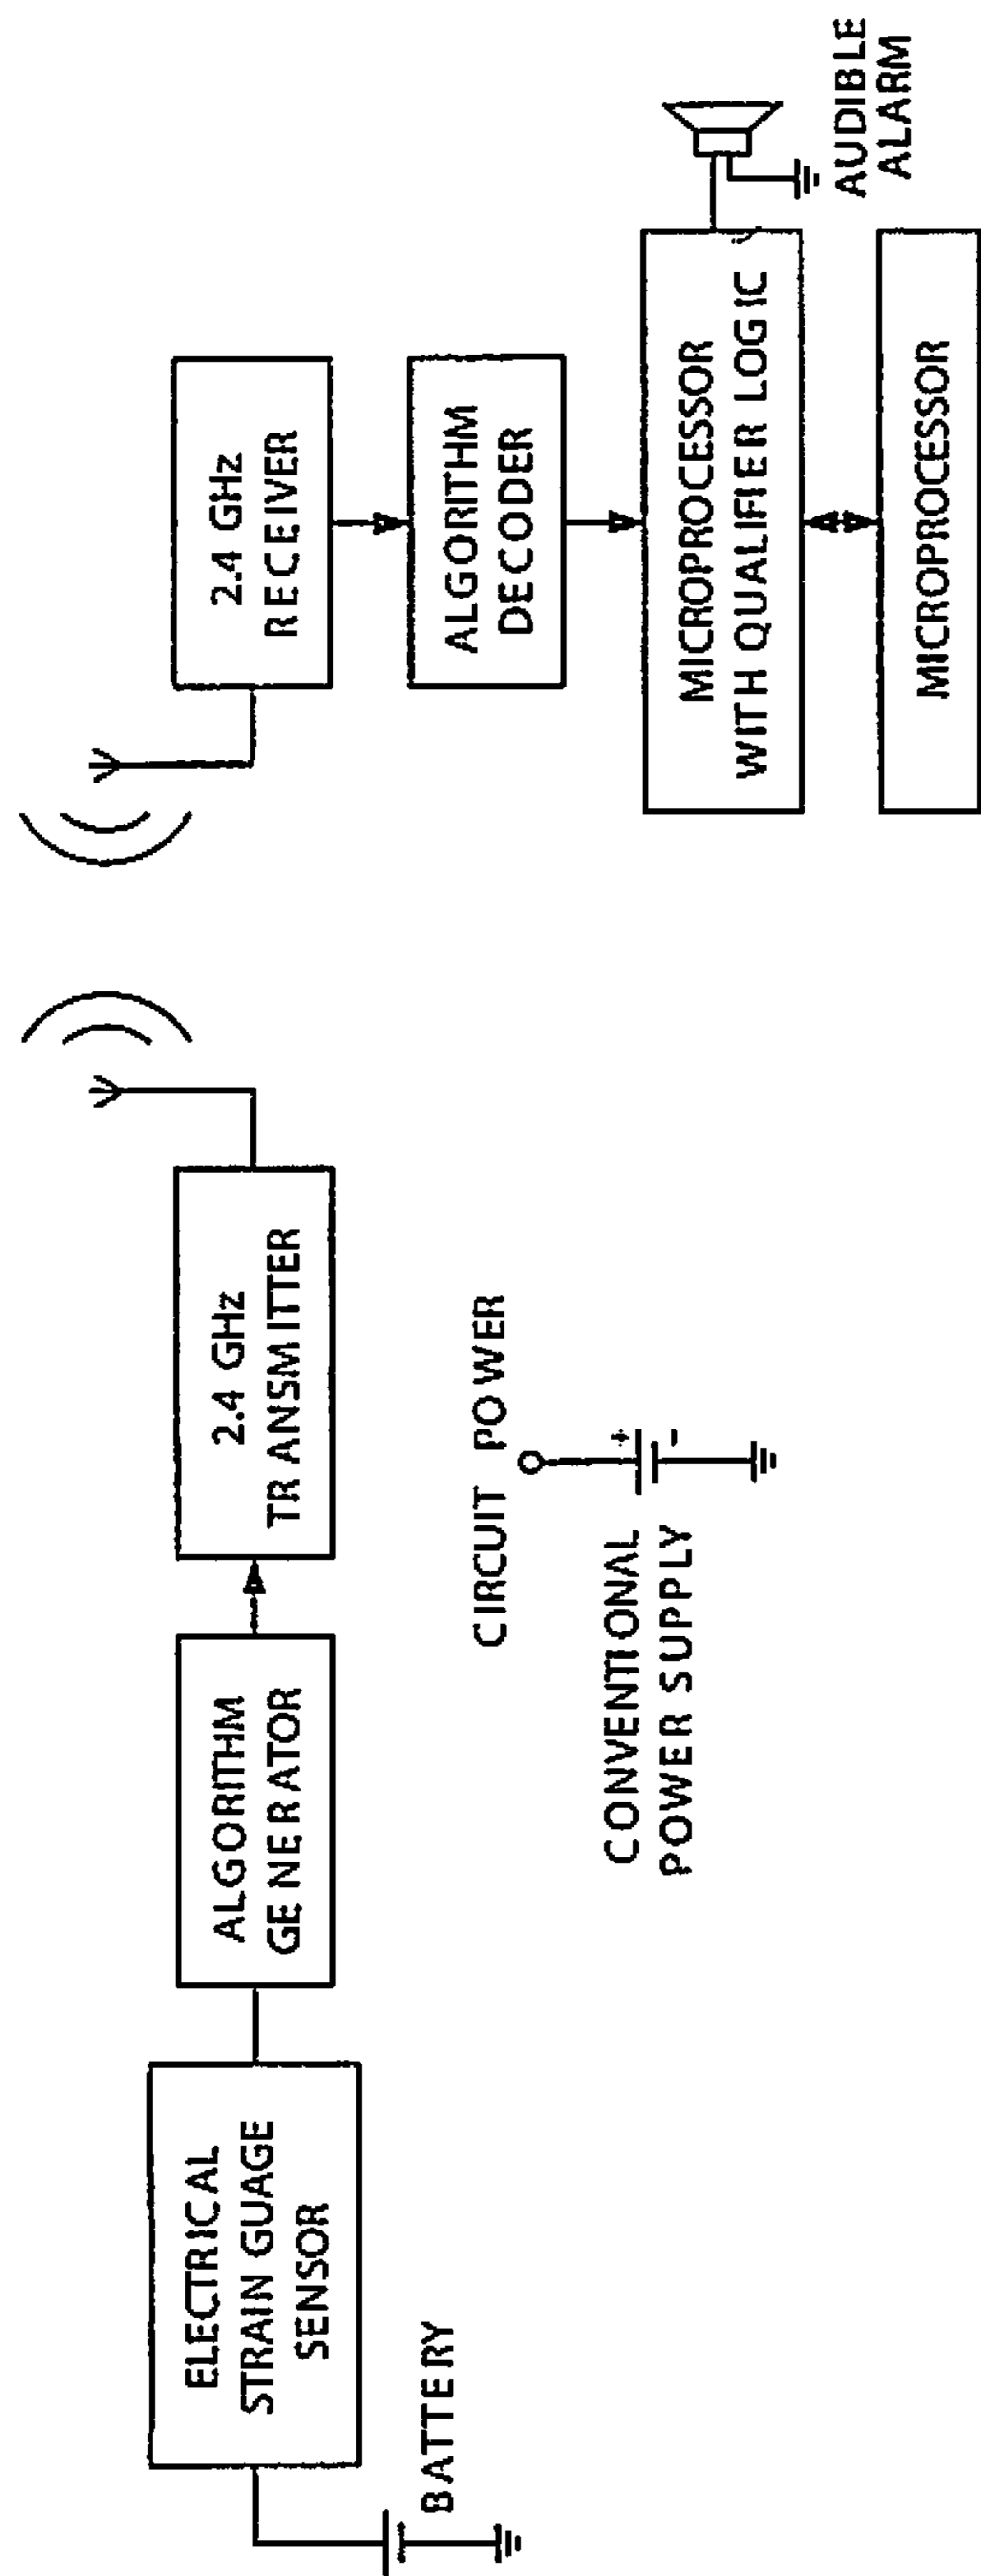 ELECTRICAL
STRAIN GUAGE
SENSOR
BATTERY
ALGORITHM
GENERATOR
2.4 GHz
TRANSMITTER
CIRCUIT POWER
+
-
CONVENTIONAL
POWER SUPPLY
2.4 GHz
RECEIVER
ALGORITHM
DECODER
MICROPROCESSOR
WITH QUALIFIER LOGIC
AUDIBLE
ALARM
MICROPROCESSOR